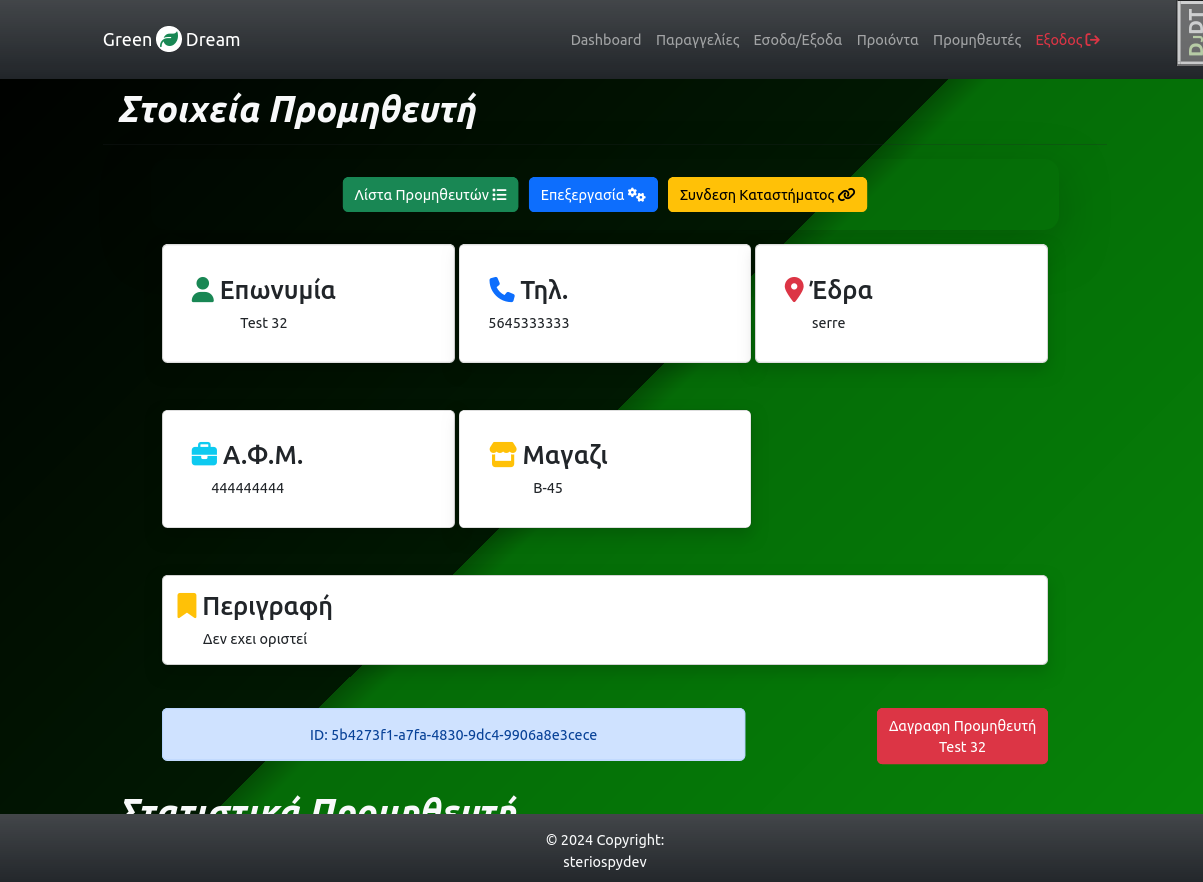 Green Dream
Dashboard Παραγγελίες Εσοδα/Εξοδα Προιόντα Προμηθευτές Εξοδος
DJDT
Στοιχεία Προμηθευτή
Λίστα Προμηθευτών Επεξεργασία Συνδεση Καταστήματος
Επωνυμία
Test 32
Τηλ.
5645333333
Έδρα
serre
Α.Φ.Μ.
444444444
Μαγαζι
B-45
Περιγραφή
Δεν εχει οριστεί
ID: 5b4273f1-a7fa-4830-9dc4-9906a8e3cece
Δαγραφη Προμηθευτή
Test 32
Στατιστικά Προμηθευτή
© 2024 Copyright:
steriospydev